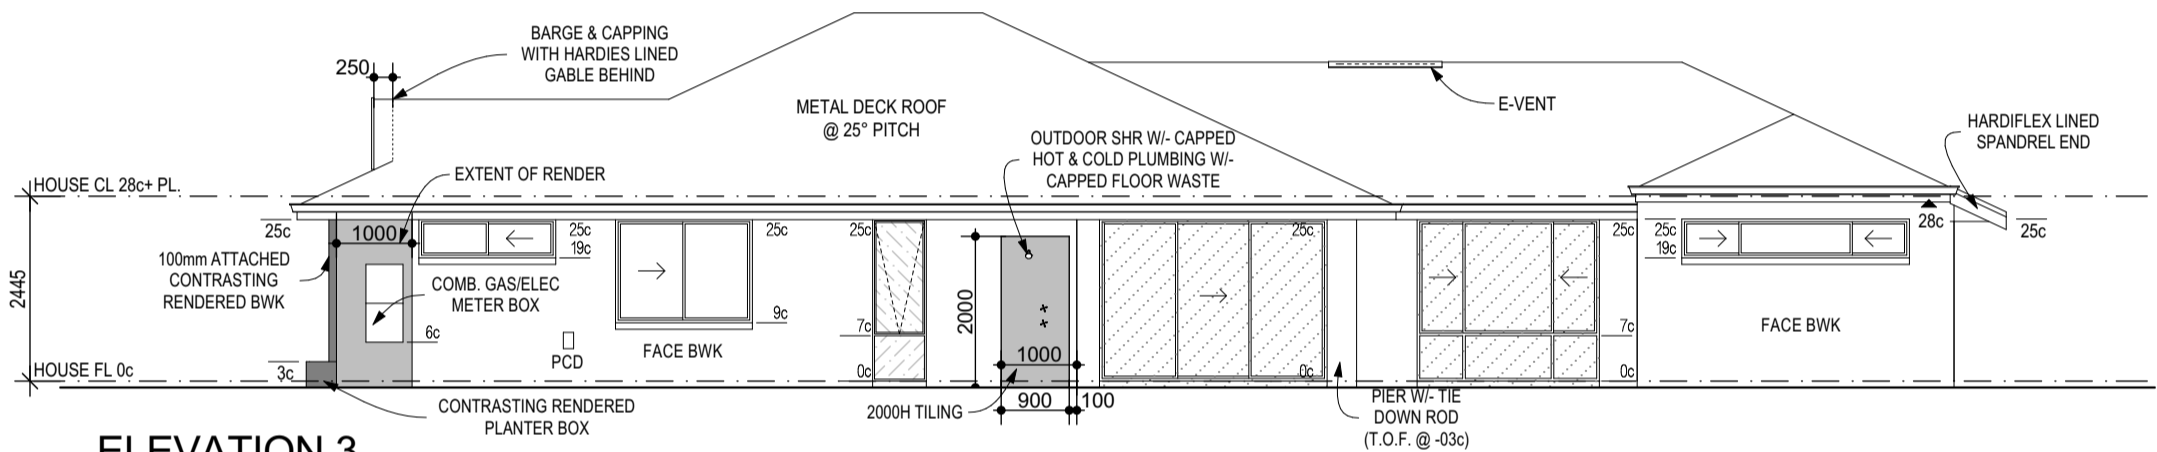 BARGE & CAPPING
WITH HARDIES LINED
GABLE BEHIND
250
METAL DECK ROOF
@ 25° PITCH
E-VENT
HARDIFLEX LINED
SPANDREL END
OUTDOOR SHR W/- CAPPED
HOT & COLD PLUMBING W/-
CAPPED FLOOR WASTE
HOUSE CL 28c+ PL.
EXTENT OF RENDER
25c
1000
25c
19c
25c
25c
25c
25c
25c
19c
28c
25c
100mm ATTACHED
CONTRASTING
RENDERED BWK
COMB. GAS/ELEC
METER BOX
2445
2000
6c
9c
7c
7c
PCD
FACE BWK
FACE BWK
1000
HOUSE FL 0c
3c
0c
0c
0c
CONTRASTING RENDERED
PLANTER BOX
2000H TILING
900
100
PIER W/- TIE
DOWN ROD
(T.O.F. @ -03c)
ELEVATION 3